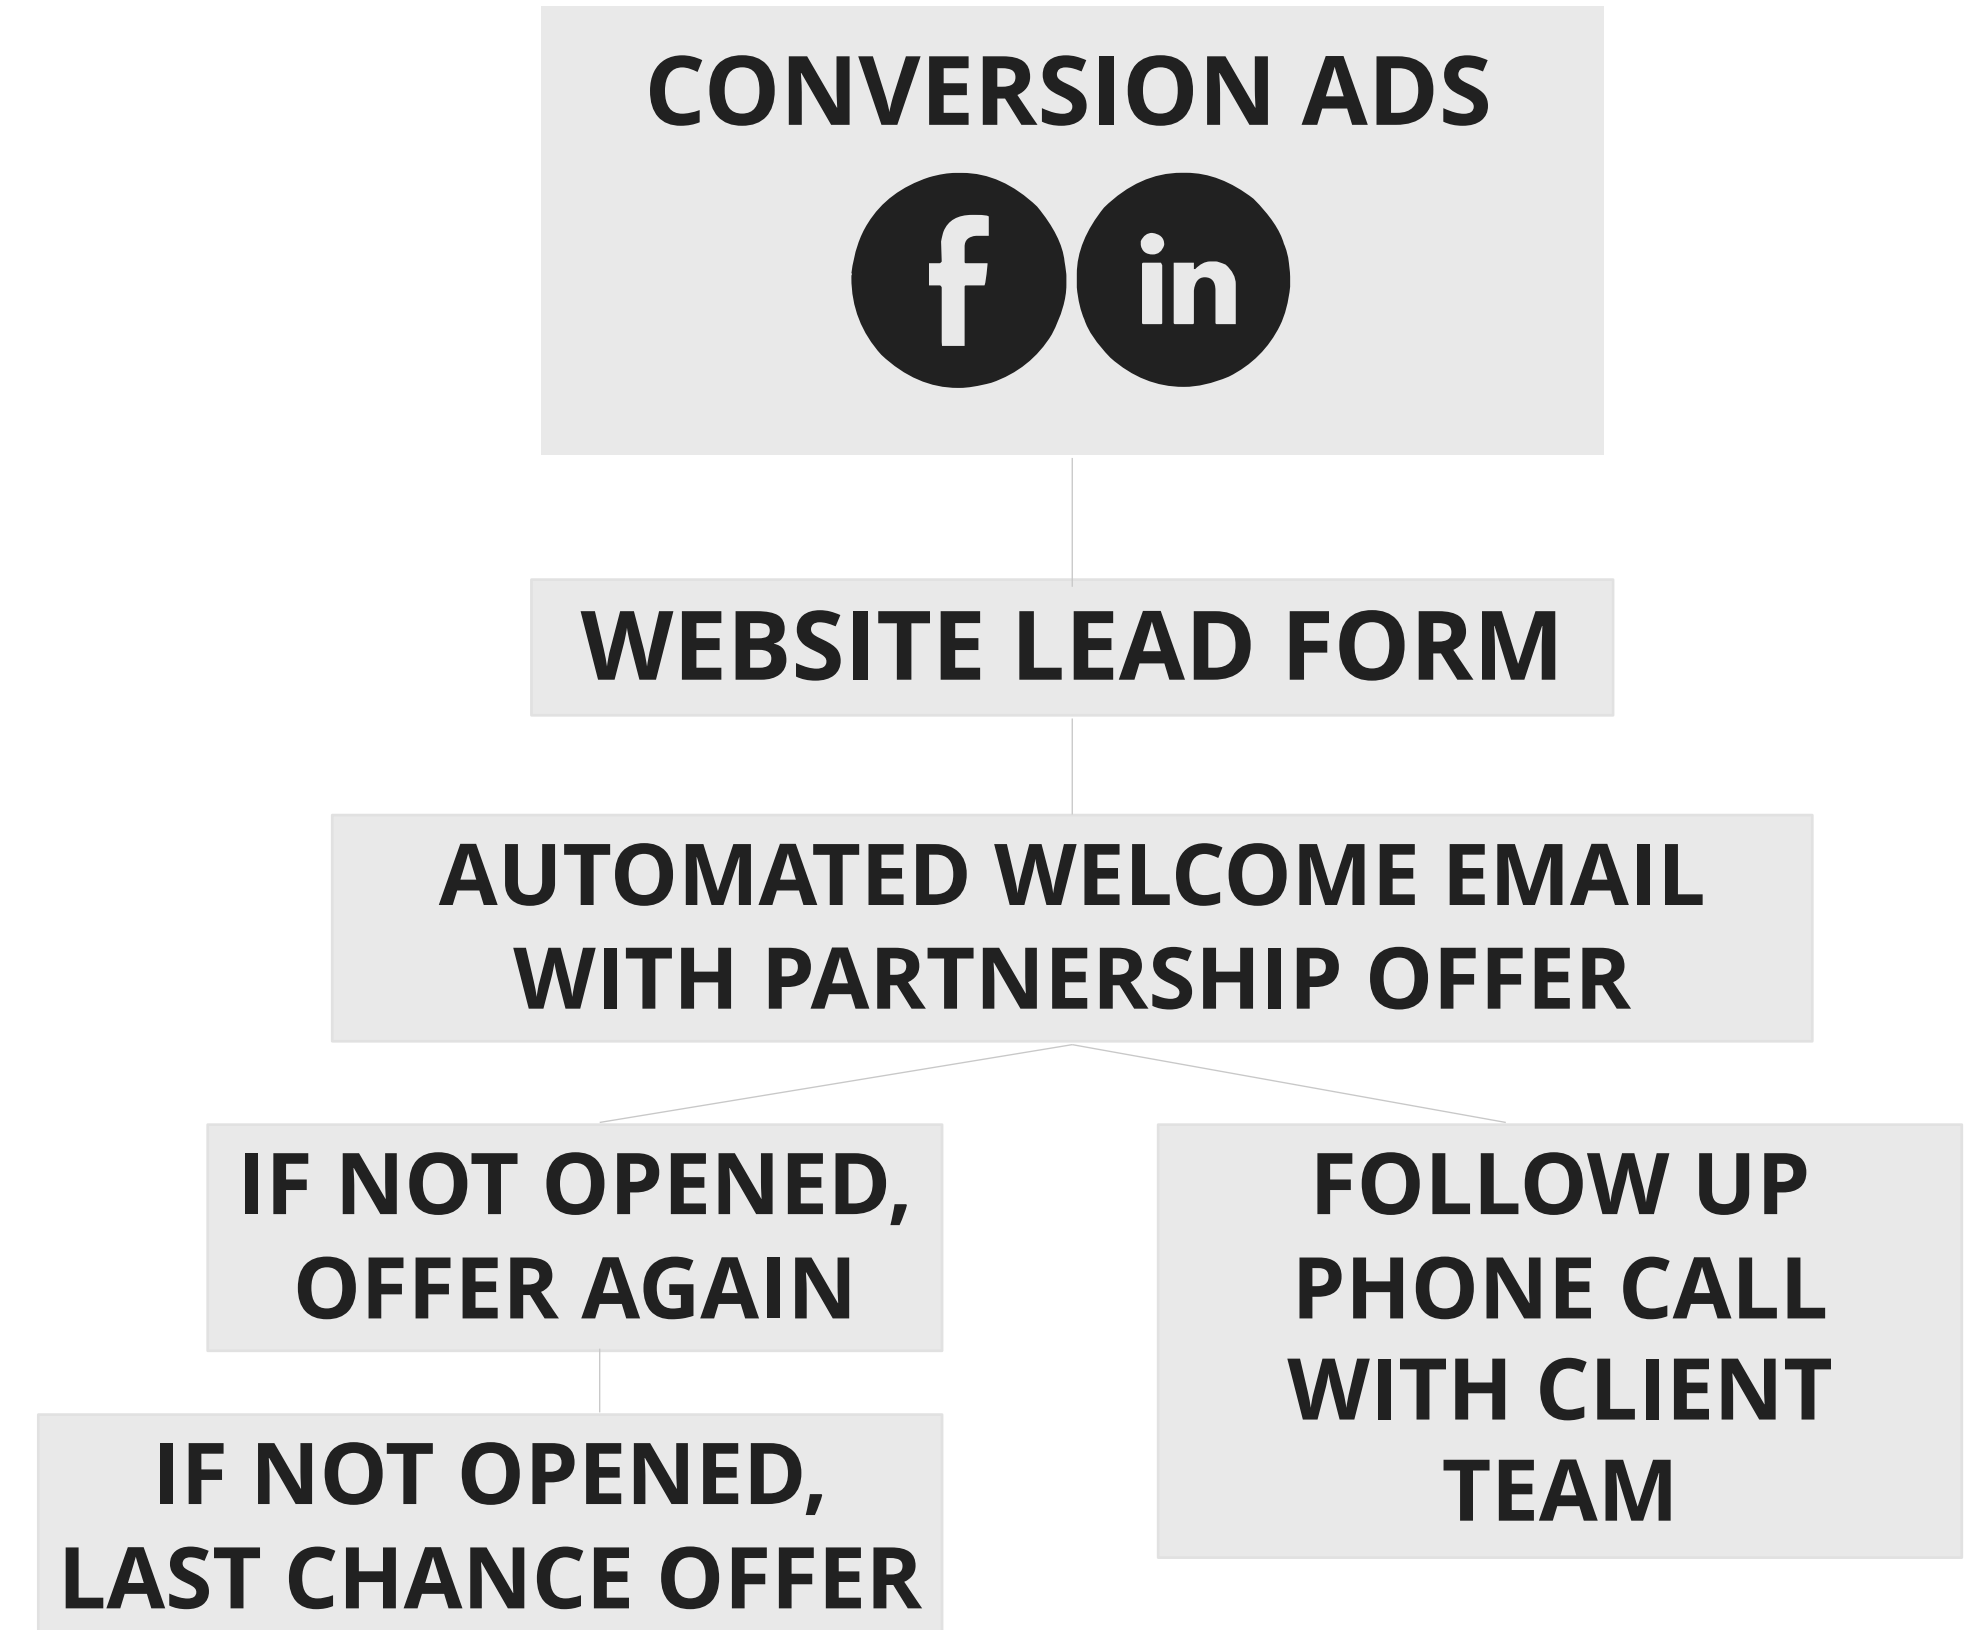 CONVERSION ADS
f in
WEBSITE LEAD FORM
AUTOMATED WELCOME EMAIL
WITH PARTNERSHIP OFFER
IF NOT OPENED,
OFFER AGAIN
FOLLOW UP
PHONE CALL
WITH CLIENT
TEAM
IF NOT OPENED,
LAST CHANCE OFFER